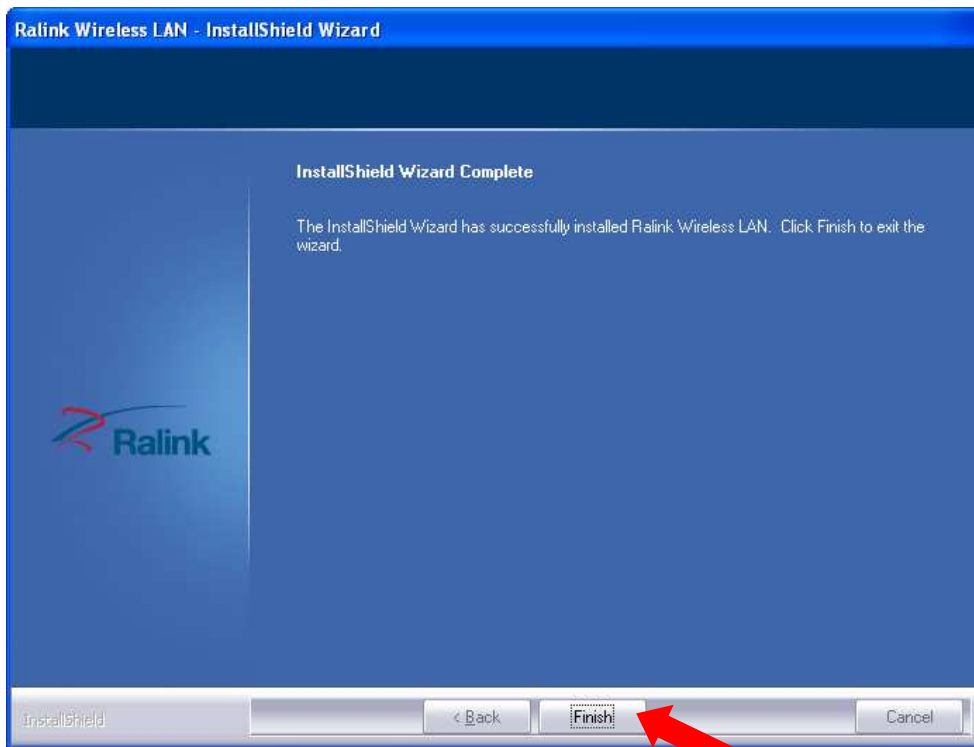 Ralink Wireless LAN - InstallShield Wizard
InstallShield Wizard Complete
The InstallShield Wizard has successfully installed Ralink Wireless LAN. Click Finish to exit the
wizard.
Ralink
InstallShield
< Back
Finish
Cancel